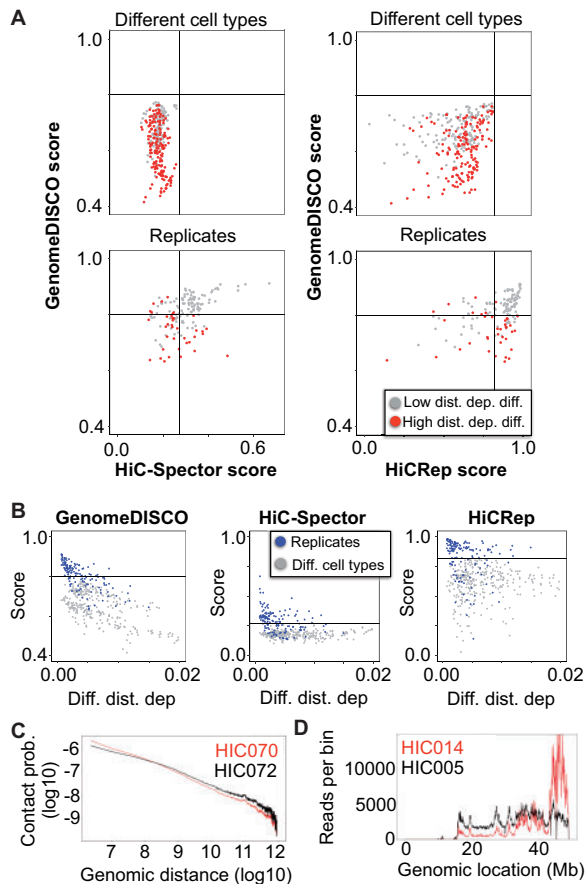 A
Different cell types
Different cell types
1.0
1.0
GenomeDISCO score
GenomeDISCO score
0.4
0.4
Replicates
Replicates
1.0
1.0
0.4
0.4
Low dist. dep. diff.
High dist. dep. diff.
0.0 0.6
0.0 1.0
HiC-Spector score
HiCRep score
B
GenomeDISCO
HiC-Spector
HiCRep
Replicates
Diff. cell types
1.0
1.0
1.0
Score
Score
Score
0.4
0.0
0.0
0.00 0.02
0.00 0.02
0.00 0.02
Diff. dist. dep
Diff. dist. dep
Diff. dist. dep
C
HIC070
HIC072
Contact prob.
(log10)
-6
-7
-8
-9
7 8 9 10 11 12
Genomic distance (log10)
D
HIC014
HIC005
Reads per bin
10000
5000
0
0 20 40
Genomic location (Mb)